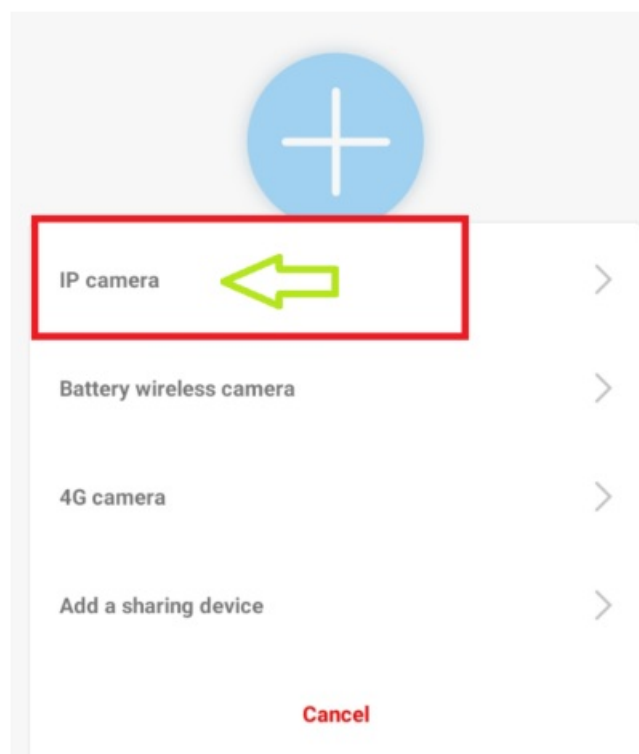 IP camera
Battery wireless camera
4G camera
Add a sharing device
Cancel